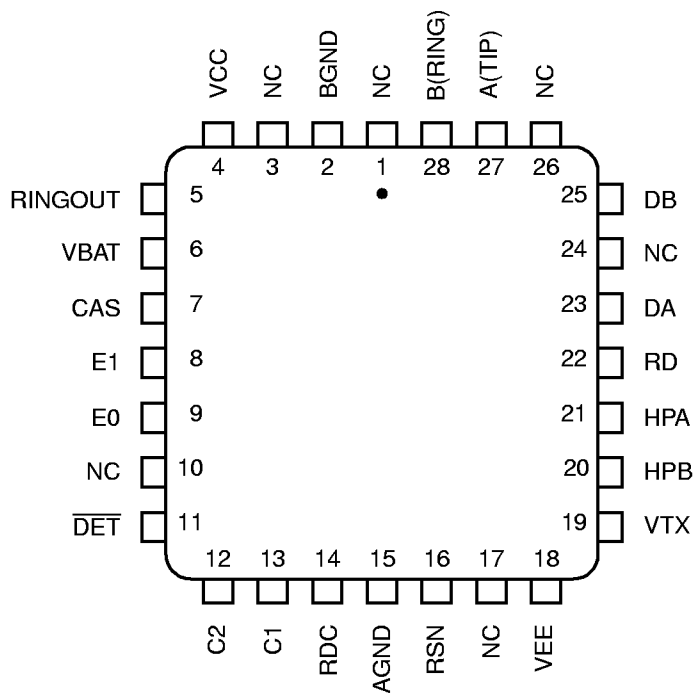 VCC NC BGND NC B(RING) A(TIP) NC
4 3 2 1 28 27 26
RINGOUT 5 25 DB
VBAT 6 24 NC
CAS 7 23 DA
E1 8 22 RD
E0 9 21 HPA
NC 10 20 HPB
D̅E̅T̅ 11 19 VTX
12 13 14 15 16 17 18
C2 C1 RDC AGND RSN NC VEE